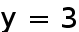 y = 3